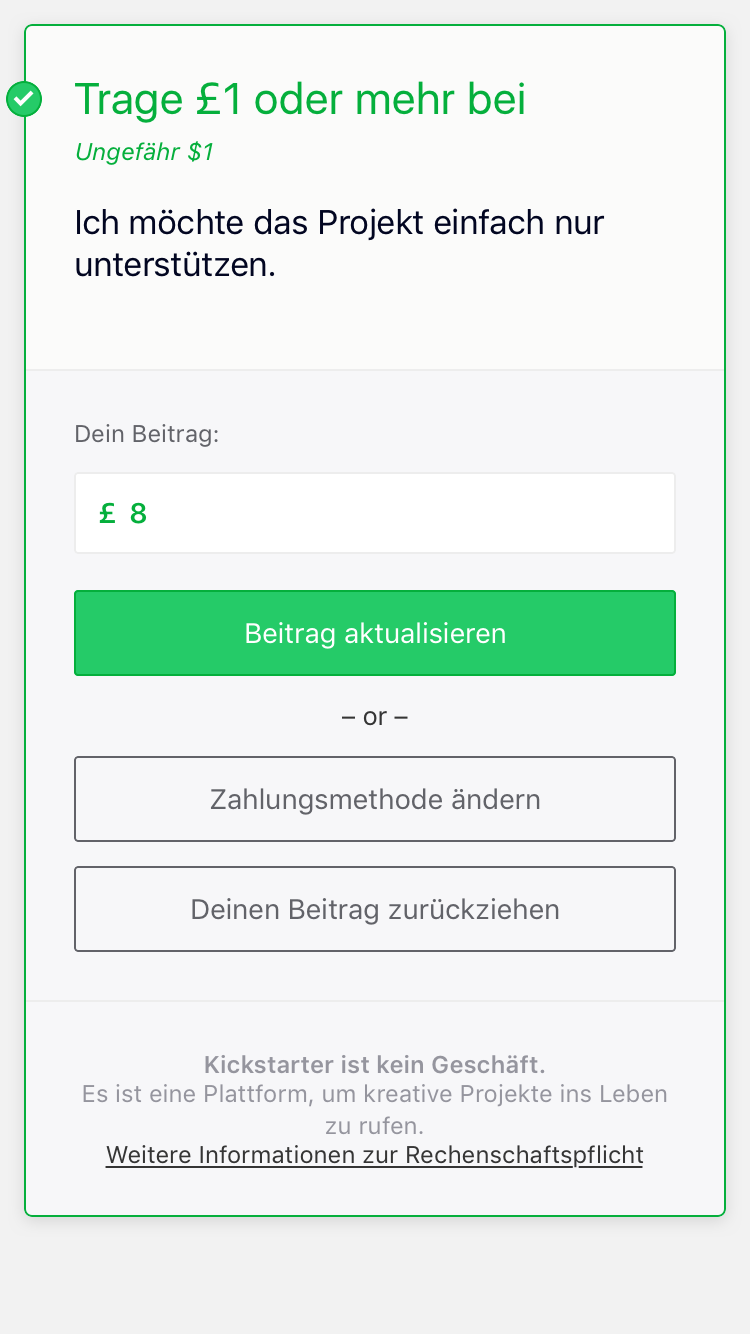 Trage £1 oder mehr bei
Ungefähr $1
Ich möchte das Projekt einfach nur
unterstützen.
Dein Beitrag:
£ 8
Beitrag aktualisieren
– or –
Zahlungsmethode ändern
Deinen Beitrag zurückziehen
Kickstarter ist kein Geschäft.
Es ist eine Plattform, um kreative Projekte ins Leben
zu rufen.
Weitere Informationen zur Rechenschaftspflicht